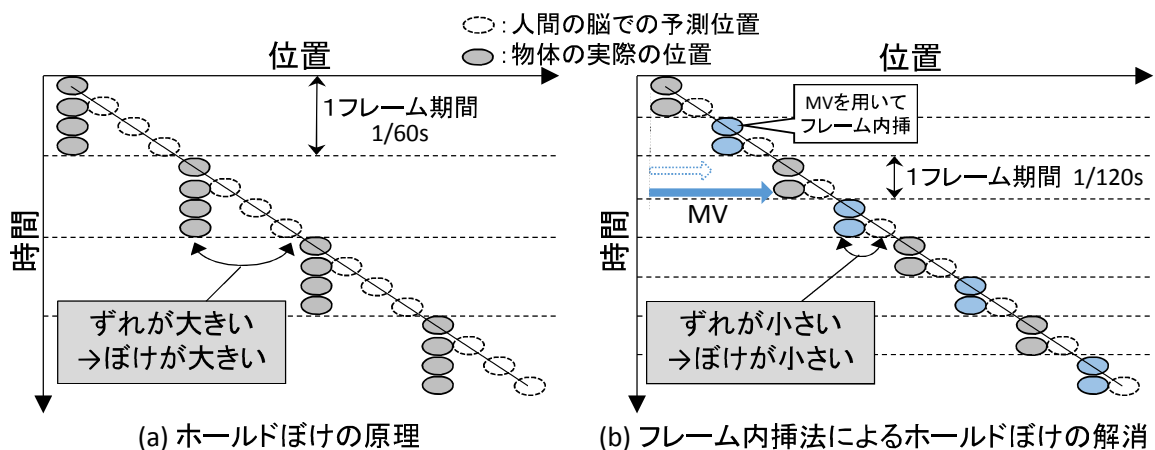 ：人間の脳での予測位置
：物体の実際の位置
位置
時間
1フレーム期間
1/60s
ずれが大きい
→ぼけが大きい
(a) ホールドぼけの原理
位置
時間
MVを用いて
フレーム内挿
1フレーム期間 1/120s
MV
ずれが小さい
→ぼけが小さい
(b) フレーム内挿法によるホールドぼけの解消